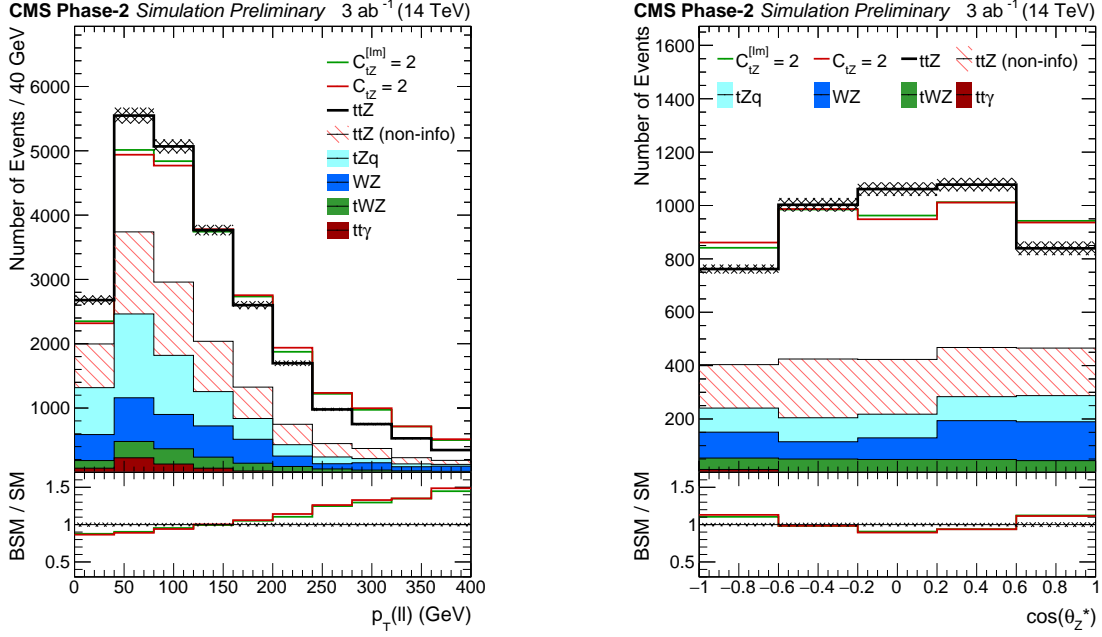 CMS Phase-2 Simulation Preliminary 3 ab⁻¹ (14 TeV)
Number of Events / 40 GeV
6000
5000
4000
3000
2000
1000
C_tZ^[Im] = 2
C_tZ = 2
ttZ
ttZ (non-info)
tZq
WZ
tWZ
ttγ
BSM / SM
1.5
1
0.5
0 50 100 150 200 250 300 350 400
p_T(ll) (GeV)
CMS Phase-2 Simulation Preliminary 3 ab⁻¹ (14 TeV)
Number of Events
1600
1400
1200
1000
800
600
400
200
C_tZ^[Im] = 2 C_tZ = 2 ttZ ttZ (non-info)
tZq WZ tWZ ttγ
BSM / SM
1.5
1
0.5
−1 −0.8 −0.6 −0.4 −0.2 0 0.2 0.4 0.6 0.8 1
cos(θ_Z*)